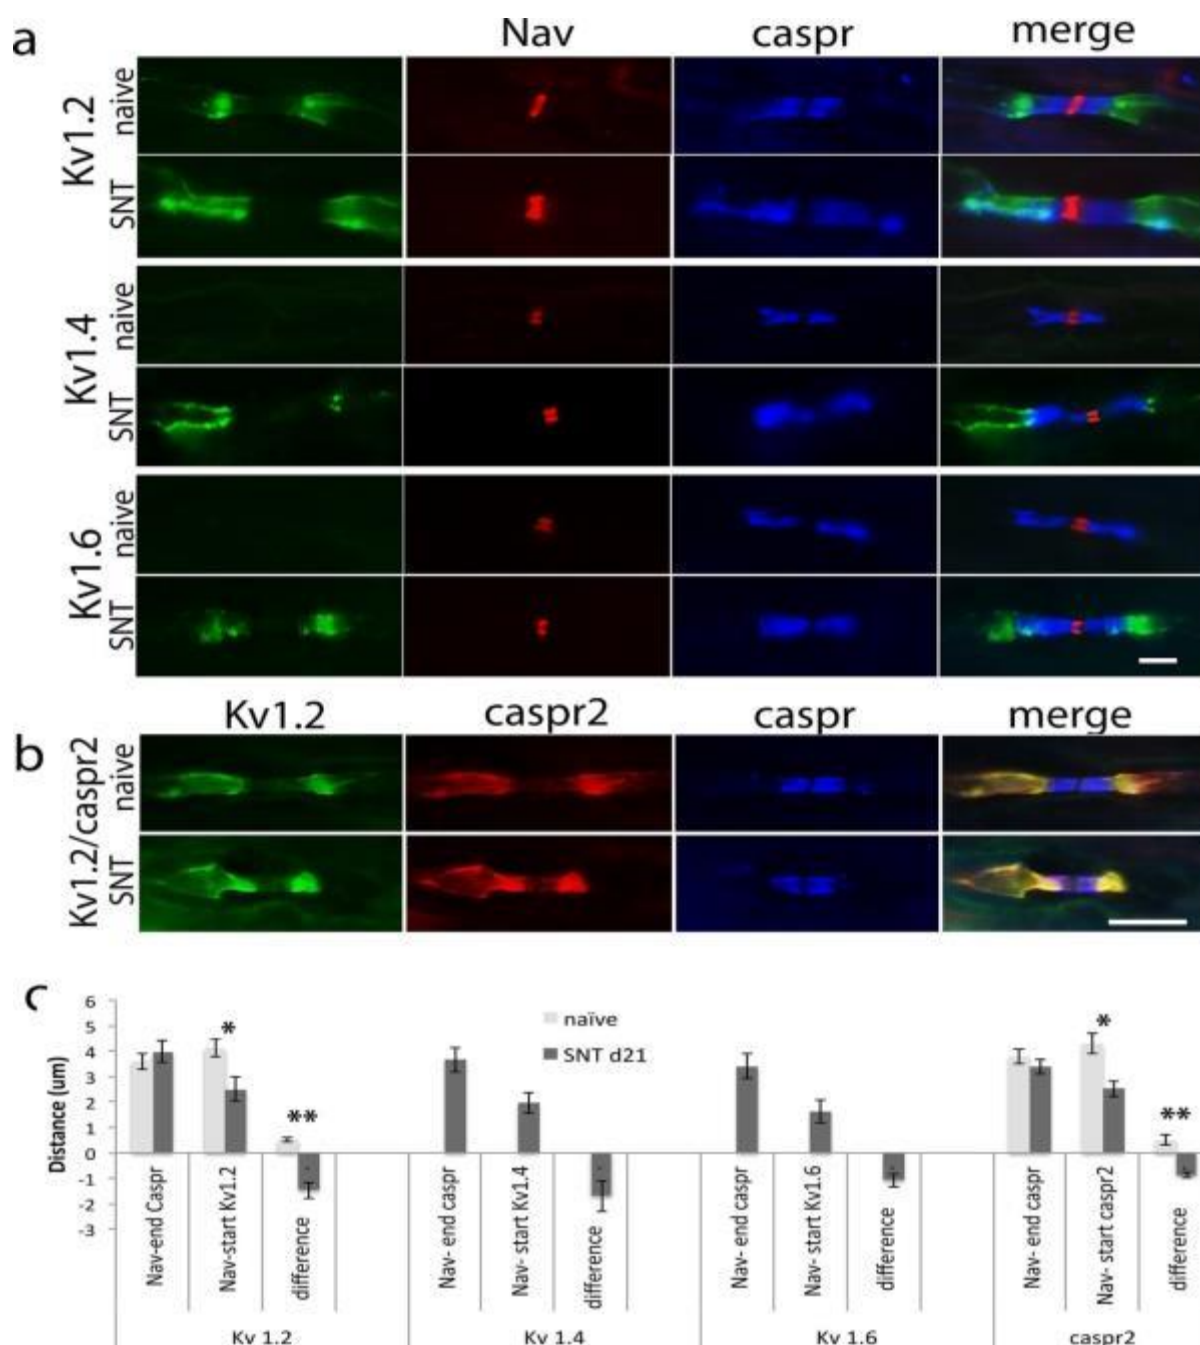 a
Nav caspr merge
Kv1.2
naive
SNT
Kv1.4
naive
SNT
Kv1.6
naive
SNT
b
Kv1.2 caspr2 caspr merge
Kv1.2/caspr2
naive
SNT
c
Distance (um)
6
5
4
3
2
1
0
-1
-2
-3
naïve
SNT d21
*
**
*
**
Nav-end Caspr
Nav-start Kv1.2
difference
Nav- end caspr
Nav- start Kv1.4
difference
Nav- end caspr
Nav- start Kv1.6
difference
Nav- end caspr
Nav- start caspr2
difference
Kv 1.2 Kv 1.4 Kv 1.6 caspr2